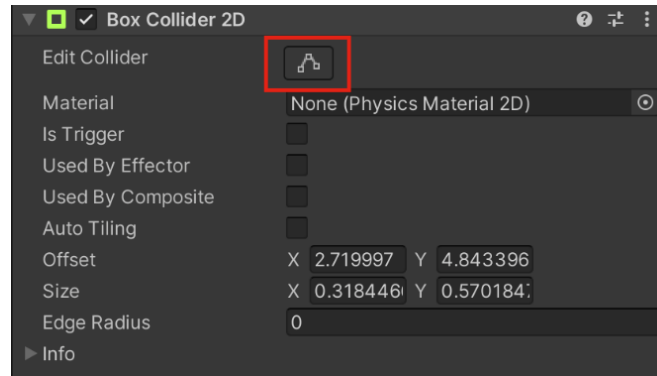 Box Collider 2D
Edit Collider
Material None (Physics Material 2D)
Is Trigger
Used By Effector
Used By Composite
Auto Tiling
Offset X 2.719997 Y 4.843396
Size X 0.318446 Y 0.570184
Edge Radius 0
Info